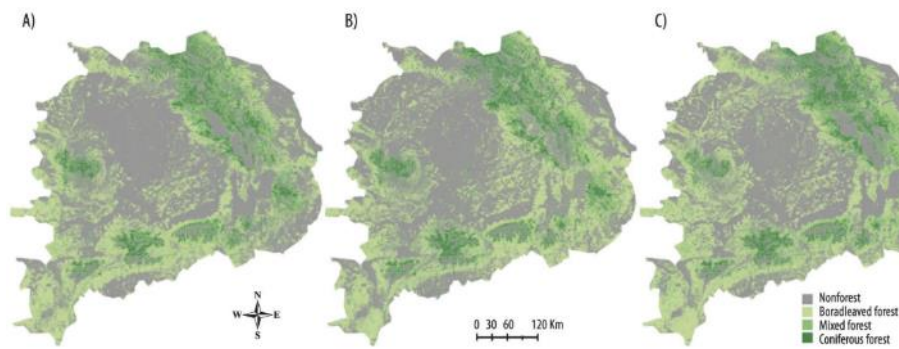 A)
B)
C)
N
W E
S
0 30 60 120 Km
Nonforest
Boradleaved forest
Mixed forest
Coniferous forest